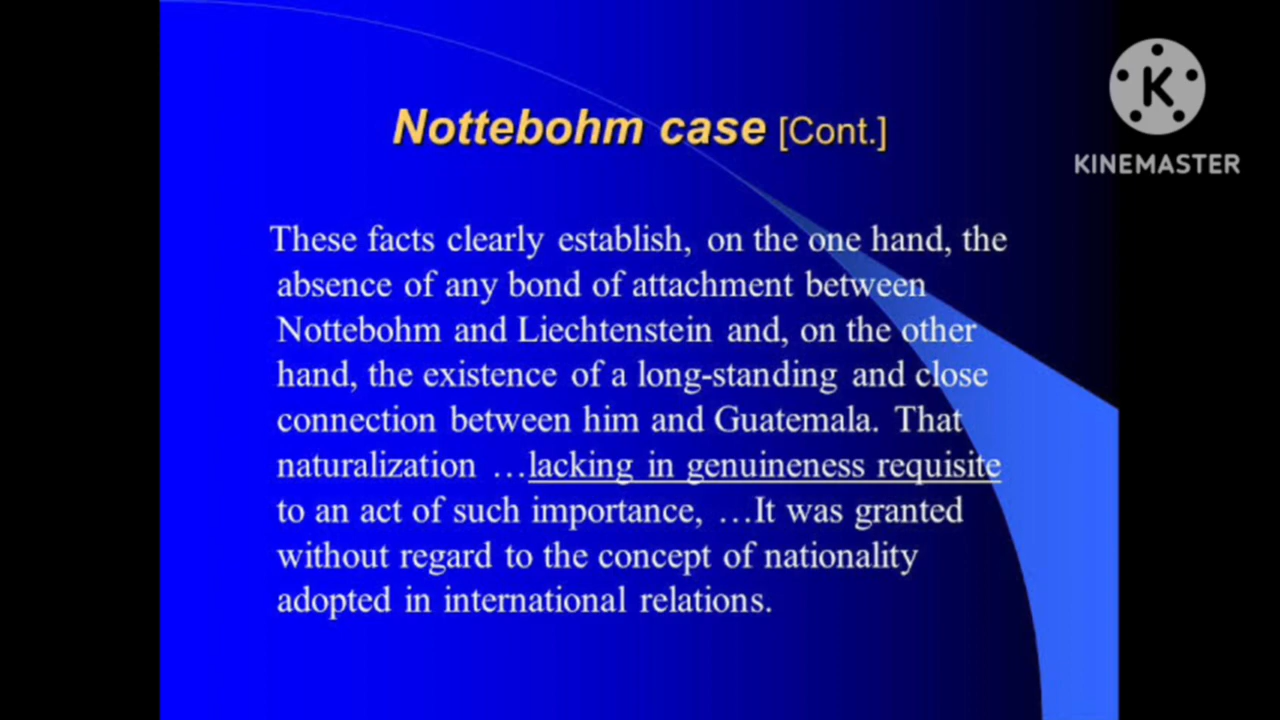 Nottebohm case [Cont.]
KINEMASTER
These facts clearly establish, on the one hand, the
absence of any bond of attachment between
Nottebohm and Liechtenstein and, on the other
hand, the existence of a long-standing and close
connection between him and Guatemala. That
naturalization …lacking in genuineness requisite
to an act of such importance, …It was granted
without regard to the concept of nationality
adopted in international relations.